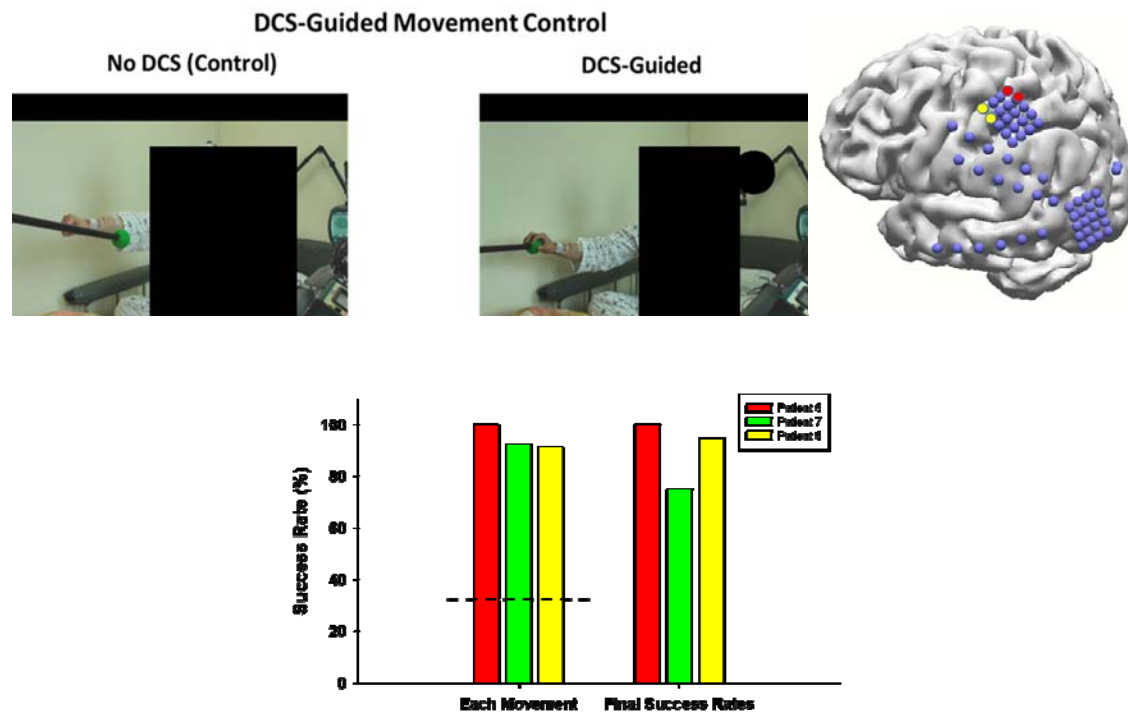 DCS-Guided Movement Control
No DCS (Control)
DCS-Guided
100
80
60
40
20
0
Success Rate (%)
Patient
Patient 7
Patient
Each Movement
Final Success Rates